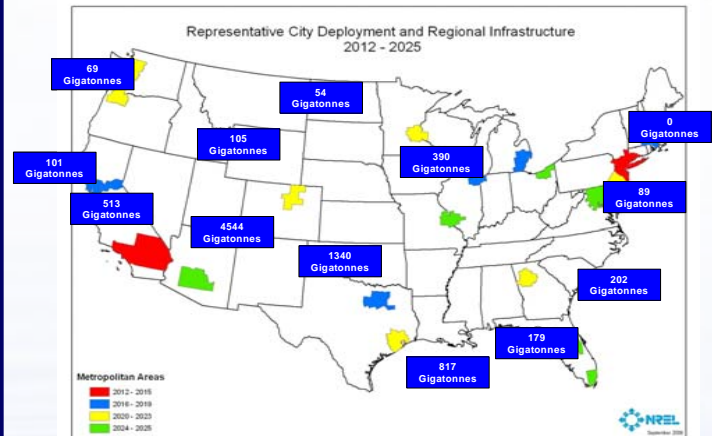 Representative City Deployment and Regional Infrastructure
2012 - 2025
69
Gigatonnes
54
Gigatonnes
0
Gigatonnes
105
Gigatonnes
390
Gigatonnes
101
Gigatonnes
89
Gigatonnes
513
Gigatonnes
4544
Gigatonnes
1340
Gigatonnes
202
Gigatonnes
179
Gigatonnes
817
Gigatonnes
Metropolitan Areas
2012 - 2015
2016 - 2019
2020 - 2023
2024 - 2025
NREL